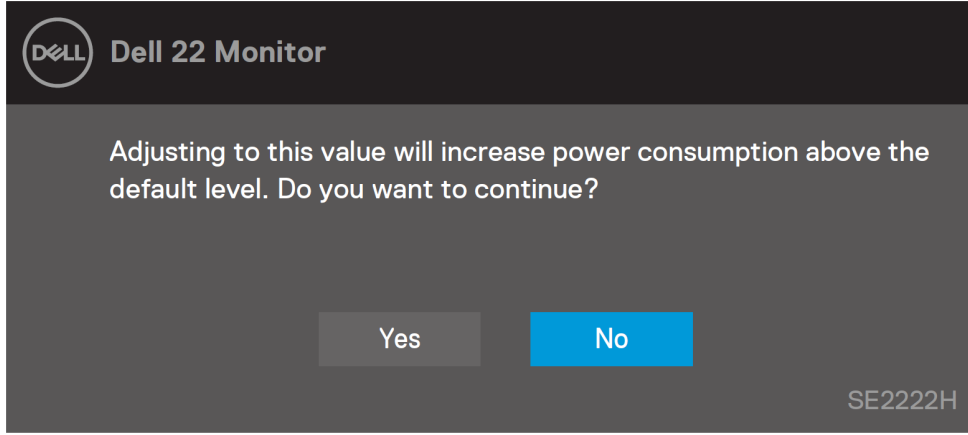 DELL
Dell 22 Monitor
Adjusting to this value will increase power consumption above the
default level. Do you want to continue?
Yes
No
SE2222H